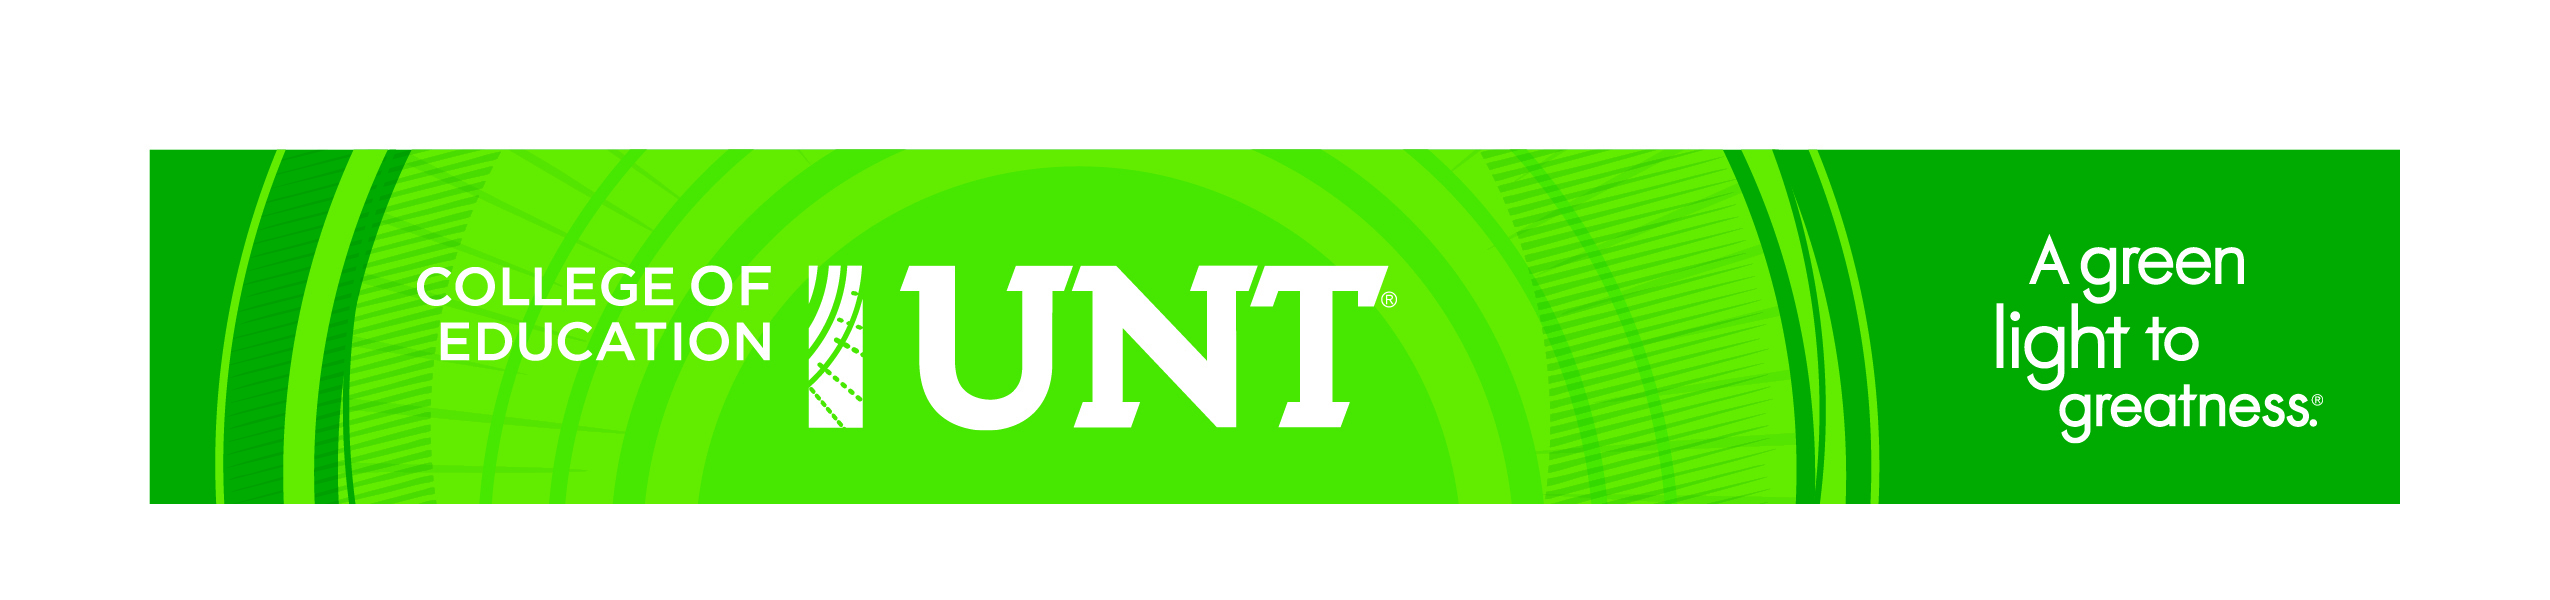 COLLEGE OF
EDUCATION
UNT®
A green
light to
greatness.®